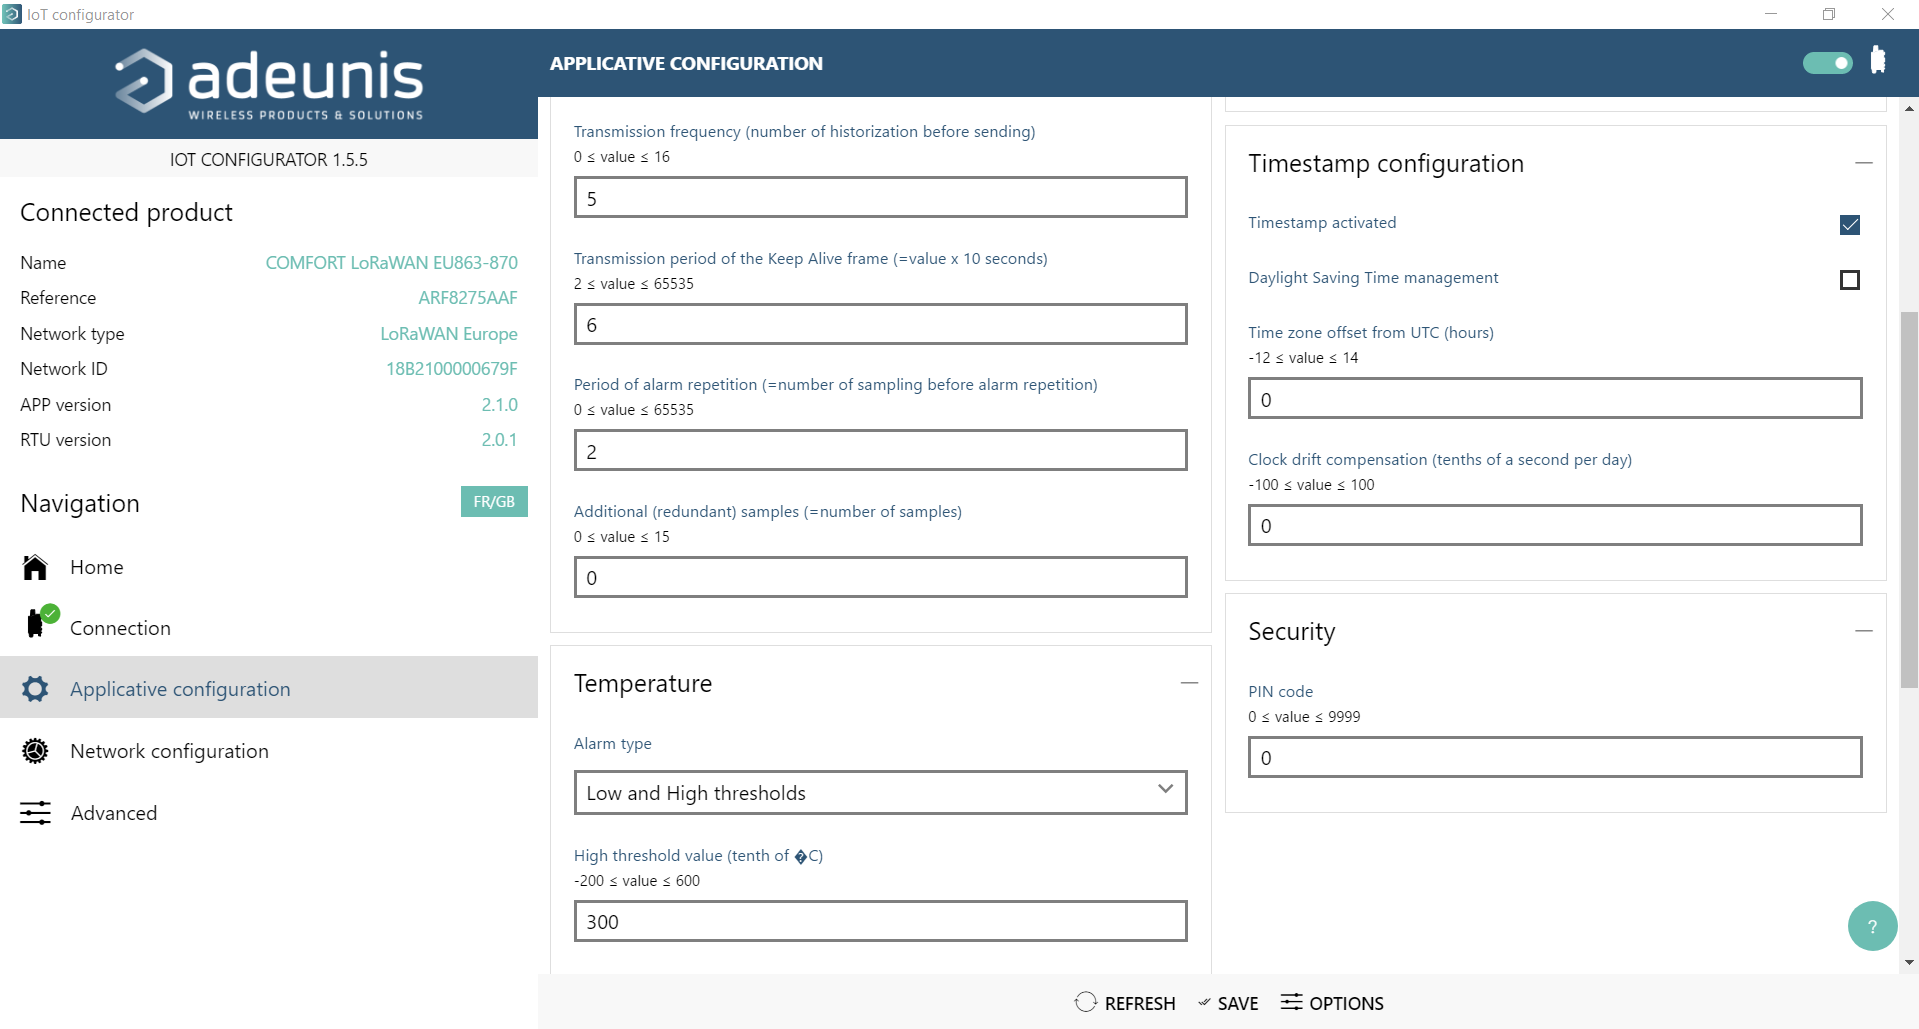 IoT configurator
adeunis
WIRELESS PRODUCTS & SOLUTIONS
IOT CONFIGURATOR 1.5.5
Connected product
Name COMFORT LoRaWAN EU863-870
Reference ARF8275AAF
Network type LoRaWAN Europe
Network ID 18B2100000679F
APP version 2.1.0
RTU version 2.0.1
Navigation FR/GB
Home
Connection
Applicative configuration
Network configuration
Advanced
APPLICATIVE CONFIGURATION
Transmission frequency (number of historization before sending)
0 ≤ value ≤ 16
5
Transmission period of the Keep Alive frame (=value x 10 seconds)
2 ≤ value ≤ 65535
6
Period of alarm repetition (=number of sampling before alarm repetition)
0 ≤ value ≤ 65535
2
Additional (redundant) samples (=number of samples)
0 ≤ value ≤ 15
0
Temperature
Alarm type
Low and High thresholds
High threshold value (tenth of �C)
-200 ≤ value ≤ 600
300
Timestamp configuration
Timestamp activated
Daylight Saving Time management
Time zone offset from UTC (hours)
-12 ≤ value ≤ 14
0
Clock drift compensation (tenths of a second per day)
-100 ≤ value ≤ 100
0
Security
PIN code
0 ≤ value ≤ 9999
0
?
REFRESH SAVE OPTIONS